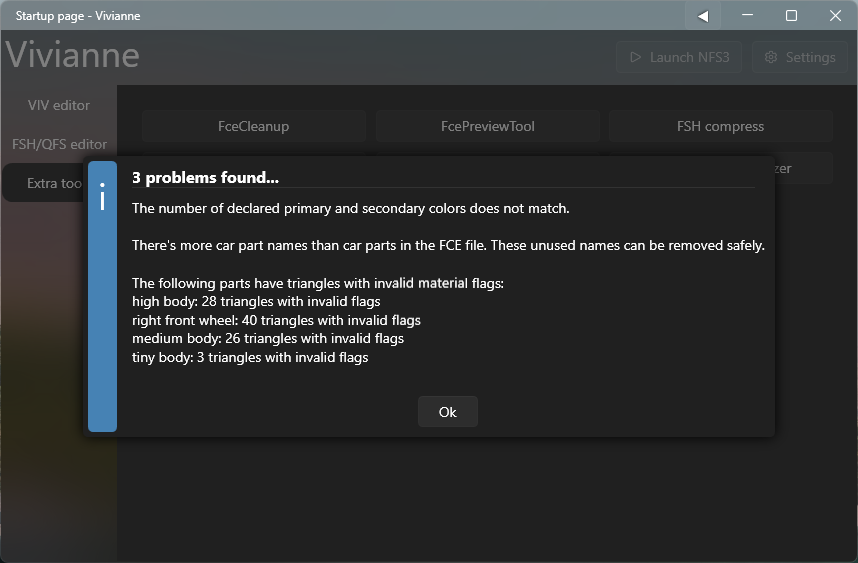 Startup page - Vivianne
Vivianne
Launch NFS3
Settings
VIV editor
FSH/QFS editor
Extra too
FceCleanup
FcePreviewTool
FSH compress
zer
3 problems found...
The number of declared primary and secondary colors does not match.
There's more car part names than car parts in the FCE file. These unused names can be removed safely.
The following parts have triangles with invalid material flags:
high body: 28 triangles with invalid flags
right front wheel: 40 triangles with invalid flags
medium body: 26 triangles with invalid flags
tiny body: 3 triangles with invalid flags
Ok